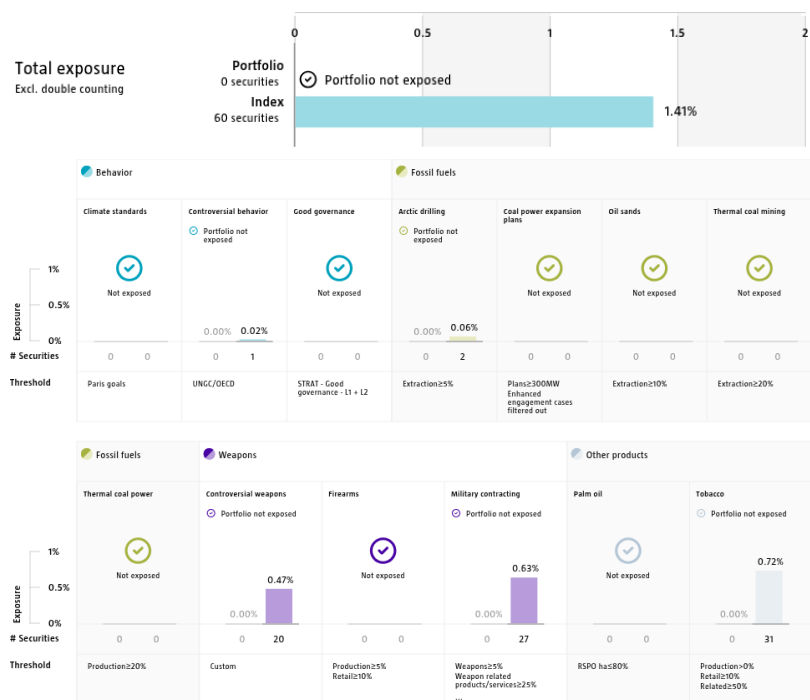 0 0.5 1 1.5 2
Total exposure
Excl. double counting
Portfolio
0 securities
Portfolio not exposed
Index
60 securities
1.41%
Behavior
Fossil fuels
Climate standards
Controversial behavior
Good governance
Arctic drilling
Coal power expansion
plans
Oil sands
Thermal coal mining
Portfolio not
exposed
Portfolio not
exposed
Not exposed
Not exposed
Not exposed
Not exposed
Not exposed
Exposure
1%
0.5%
0%
0.00% 0.02%
0.00% 0.06%
# Securities
0 0
0 1
0 0
0 2
0 0
0 0
0 0
Threshold
Paris goals
UNGC/OECD
STRAT - Good
governance - L1 + L2
Extraction≥5%
Plans≥300MW
Enhanced
engagement cases
filtered out
Extraction≥10%
Extraction≥20%
Fossil fuels
Weapons
Other products
Thermal coal power
Controversial weapons
Firearms
Military contracting
Palm oil
Tobacco
Portfolio not exposed
Portfolio not exposed
Portfolio not exposed
Not exposed
Not exposed
Not exposed
Exposure
1%
0.5%
0%
0.00% 0.47%
0.00% 0.63%
0.00% 0.72%
# Securities
0 0
0 20
0 0
0 27
0 0
0 31
Threshold
Production≥20%
Custom
Production≥5%
Retail≥10%
Weapons≥5%
Weapon related
products/services≥25%
RSPO ha≤80%
Production>0%
Retail≥10%
Related≥50%